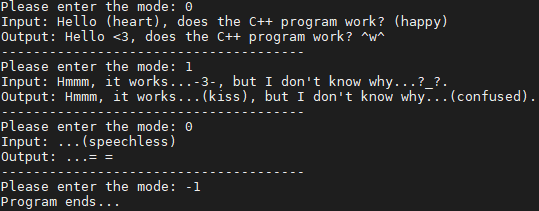 Please enter the mode: 0
Input: Hello (heart), does the C++ program work? (happy)
Output: Hello <3, does the C++ program work? ^w^
--------------------------------------
Please enter the mode: 1
Input: Hmmm, it works...-3-, but I don't know why...?_?.
Output: Hmmm, it works...(kiss), but I don't know why...(confused).
--------------------------------------
Please enter the mode: 0
Input: ...(speechless)
Output: ...= =
--------------------------------------
Please enter the mode: -1
Program ends...